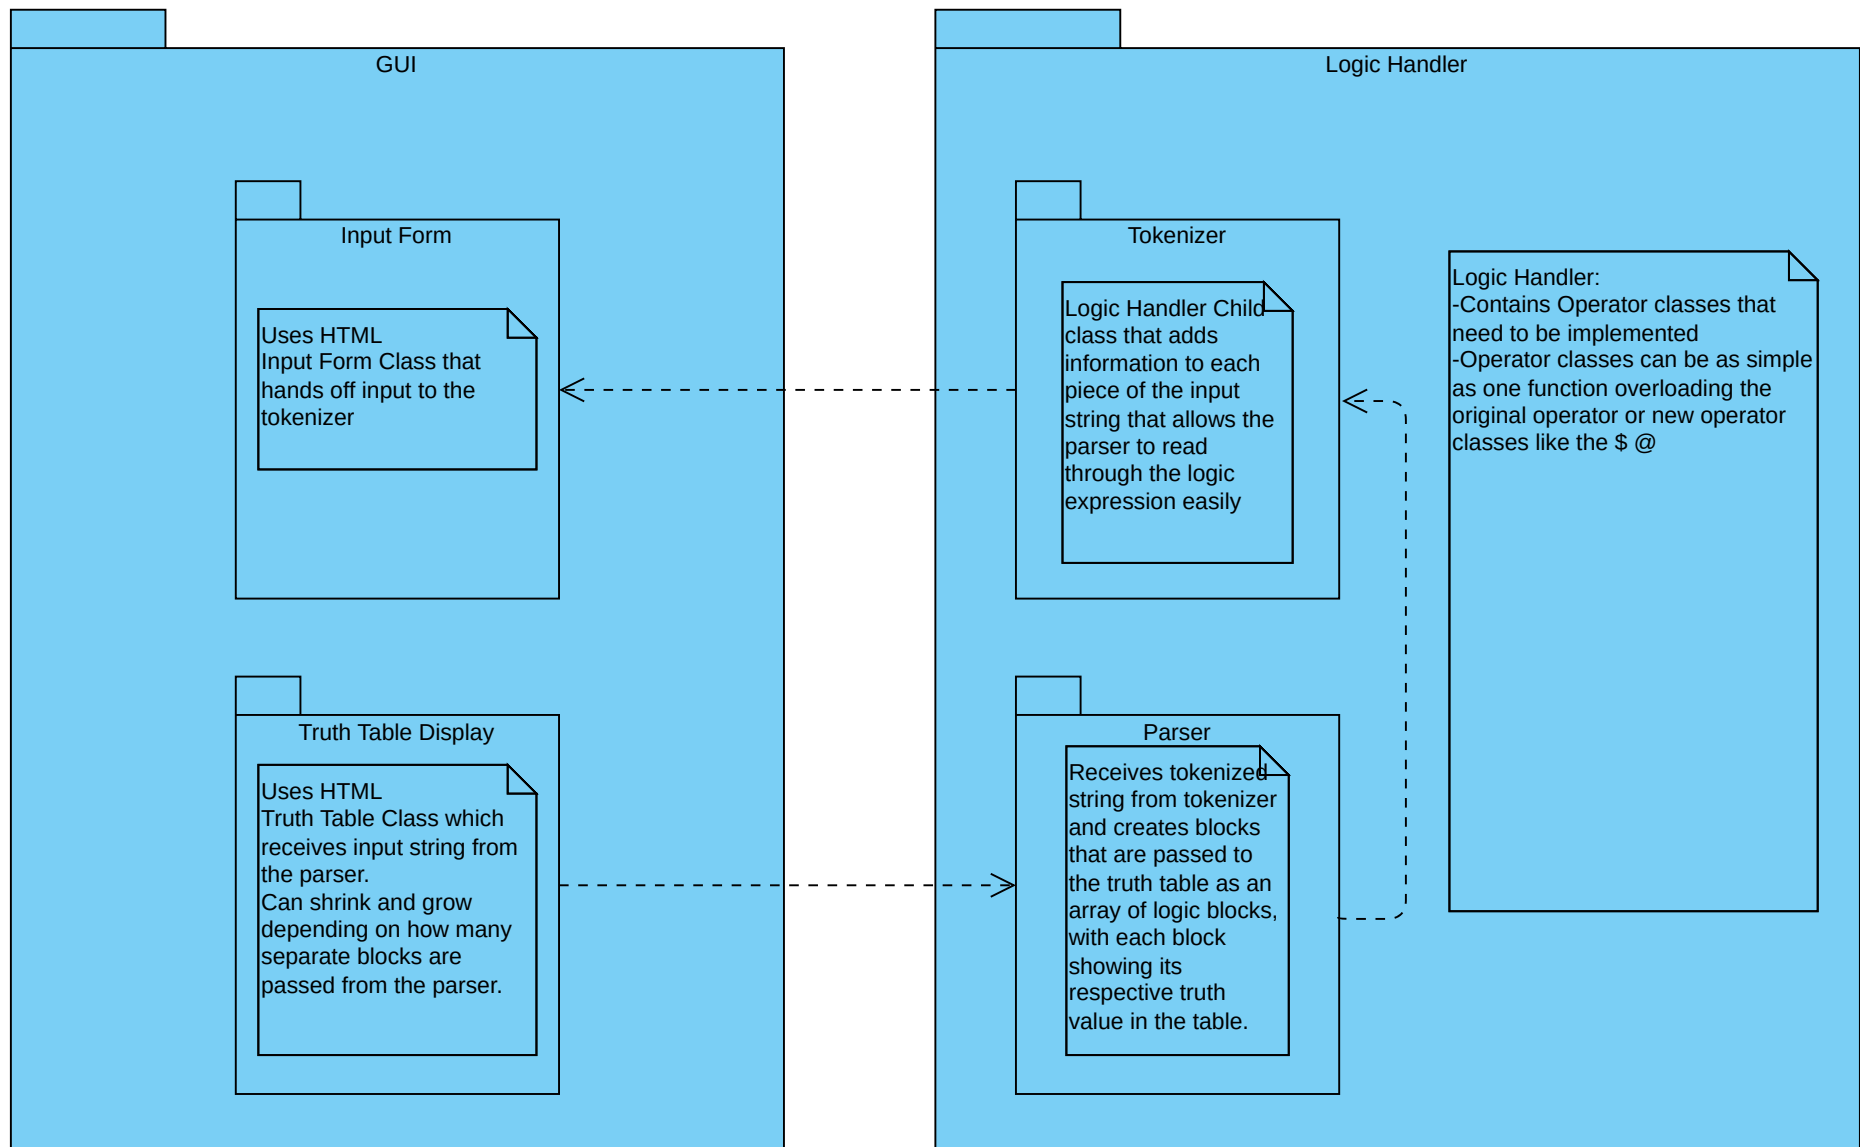 GUI
Input Form
Uses HTML
Input Form Class that
hands off input to the
tokenizer
Truth Table Display
Uses HTML
Truth Table Class which
receives input string from
the parser.
Can shrink and grow
depending on how many
separate blocks are
passed from the parser.
Logic Handler
Tokenizer
Logic Handler Child
class that adds
information to each
piece of the input
string that allows the
parser to read
through the logic
expression easily
Parser
Receives tokenized
string from tokenizer
and creates blocks
that are passed to
the truth table as an
array of logic blocks,
with each block
showing its
respective truth
value in the table.
Logic Handler:
-Contains Operator classes that
need to be implemented
-Operator classes can be as simple
as one function overloading the
original operator or new operator
classes like the $ @